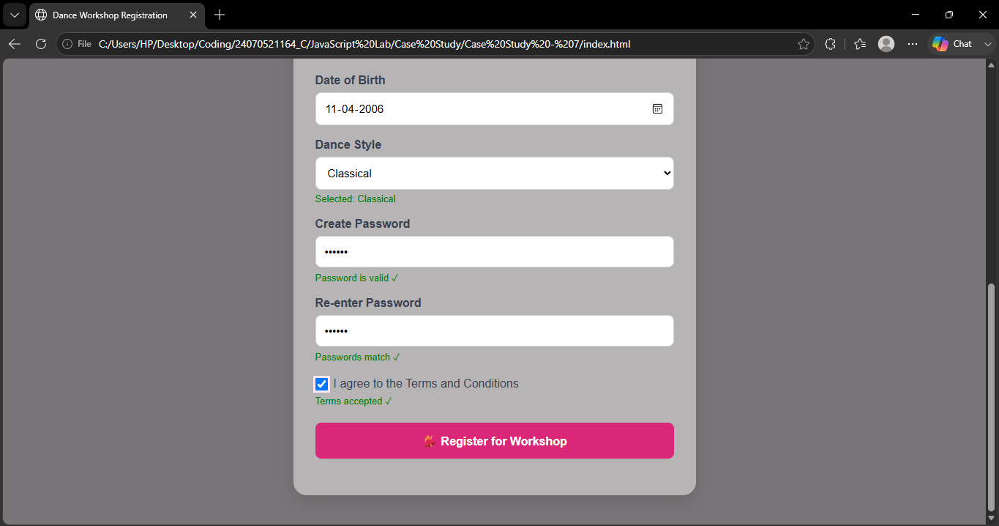 Dance Workshop Registration
File C:/Users/HP/Desktop/Coding/24070521164_C/JavaScript%20Lab/Case%20Study/Case%20Study%20-%207/index.html
Chat
Date of Birth
11-04-2006
Dance Style
Classical
Selected: Classical
Create Password
••••••
Password is valid ✓
Re-enter Password
••••••
Passwords match ✓
I agree to the Terms and Conditions
Terms accepted ✓
💃 Register for Workshop